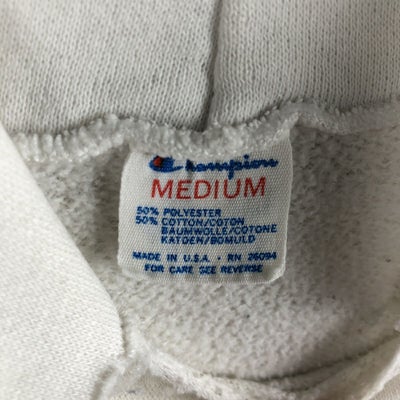 Champion
MEDIUM
50% POLYESTER
50% COTTON/COTON
BAUMWOLLE/COTONE
KATOEN/BOMULD
MADE IN U.S.A. · RN 26094
FOR CARE SEE REVERSE